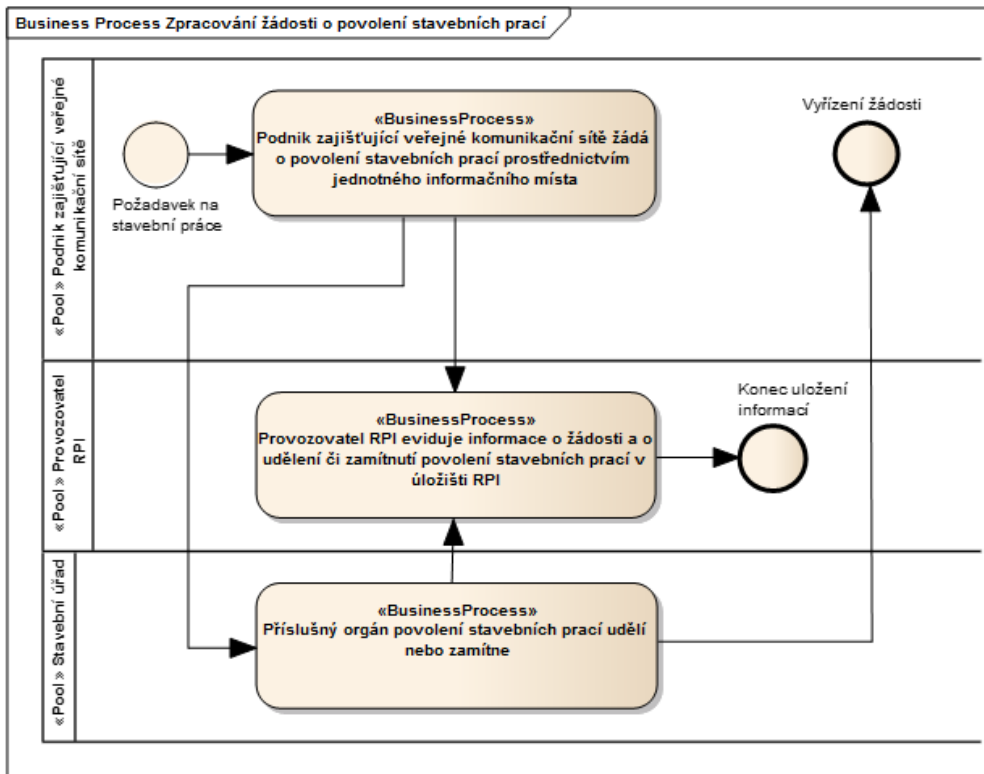 Business Process Zpracování žádosti o povolení stavebních prací
«Pool» Podnik zajišťující veřejné
komunikační sítě
«BusinessProcess»
Podnik zajišťující veřejné komunikační sítě žádá
o povolení stavebních prací prostřednictvím
jednotného informačního místa
Požadavek na
stavební práce
Vyřízení žádosti
«Pool» Provozovatel
RPI
«BusinessProcess»
Provozovatel RPI eviduje informace o žádosti a o
udělení či zamítnutí povolení stavebních prací v
úložišti RPI
Konec uložení
informací
«Pool» Stavební úřad
«BusinessProcess»
Příslušný orgán povolení stavebních prací udělí
nebo zamítne